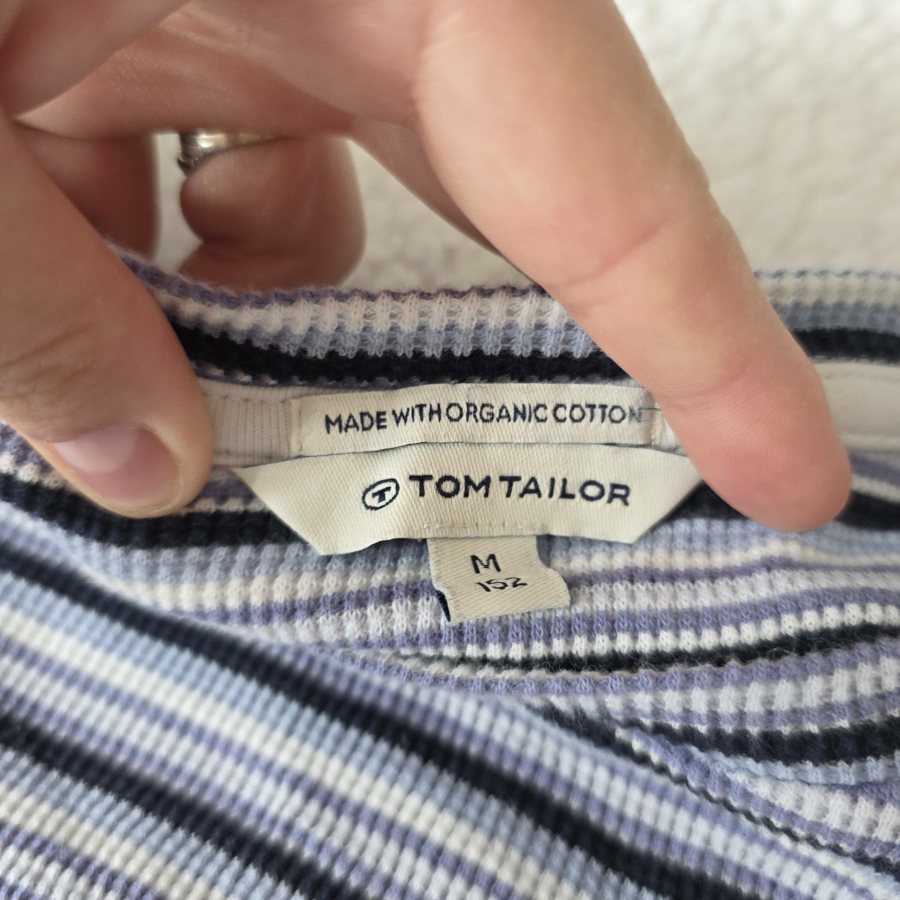 MADE WITH ORGANIC COTTON
T TOM TAILOR
M
152